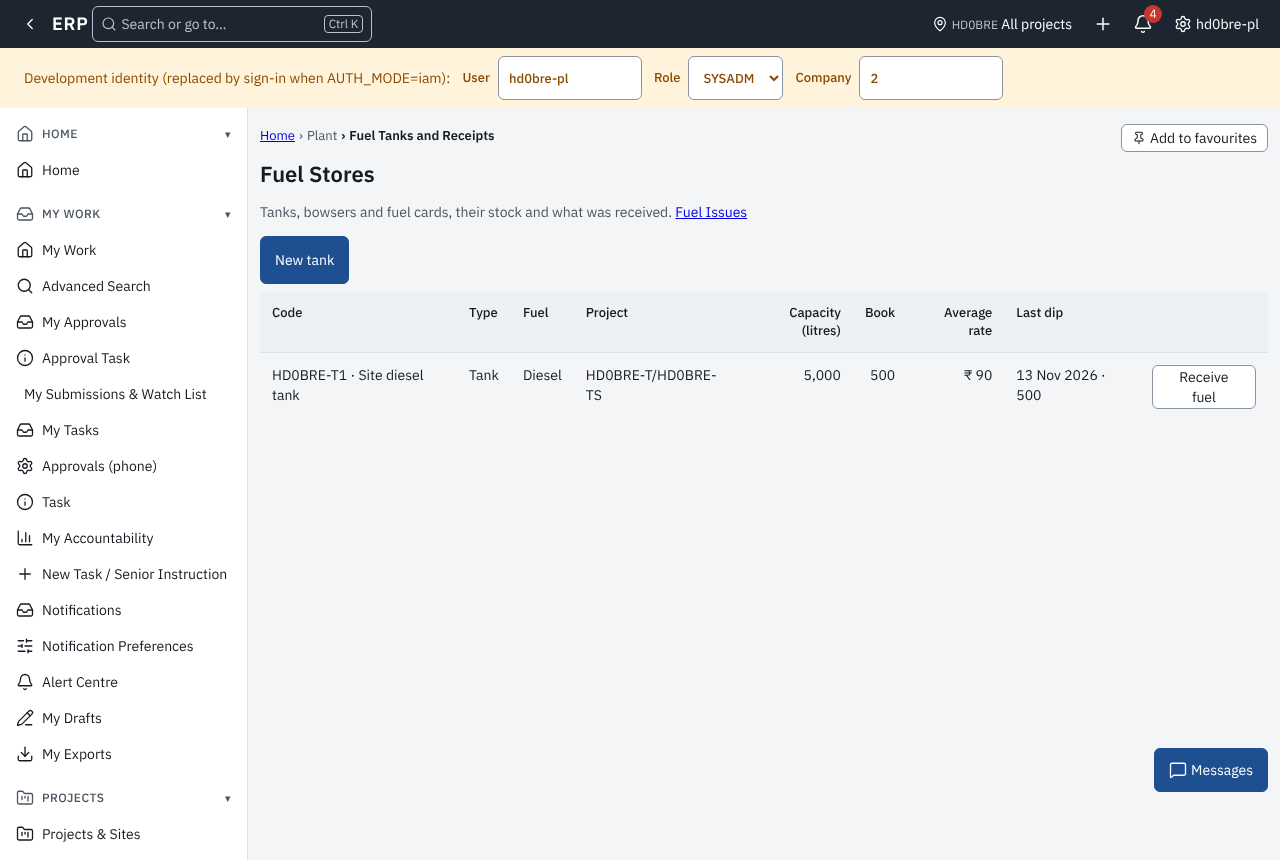 ERP
Search or go to...
Ctrl K
HD0BRE All projects
4
hd0bre-pl
Development identity (replaced by sign-in when AUTH_MODE=iam):
User
hd0bre-pl
Role
SYSADM
Company
2
HOME
Home
MY WORK
My Work
Advanced Search
My Approvals
Approval Task
My Submissions & Watch List
My Tasks
Approvals (phone)
Task
My Accountability
New Task / Senior Instruction
Notifications
Notification Preferences
Alert Centre
My Drafts
My Exports
PROJECTS
Projects & Sites
Home › Plant › Fuel Tanks and Receipts
Add to favourites
Fuel Stores
Tanks, bowsers and fuel cards, their stock and what was received. Fuel Issues
New tank
Code
Type
Fuel
Project
Capacity
(litres)
Book
Average
rate
Last dip
HD0BRE-T1 · Site diesel
tank
Tank
Diesel
HD0BRE-T/HD0BRE-
TS
5,000
500
₹ 90
13 Nov 2026 ·
500
Receive
fuel
Messages